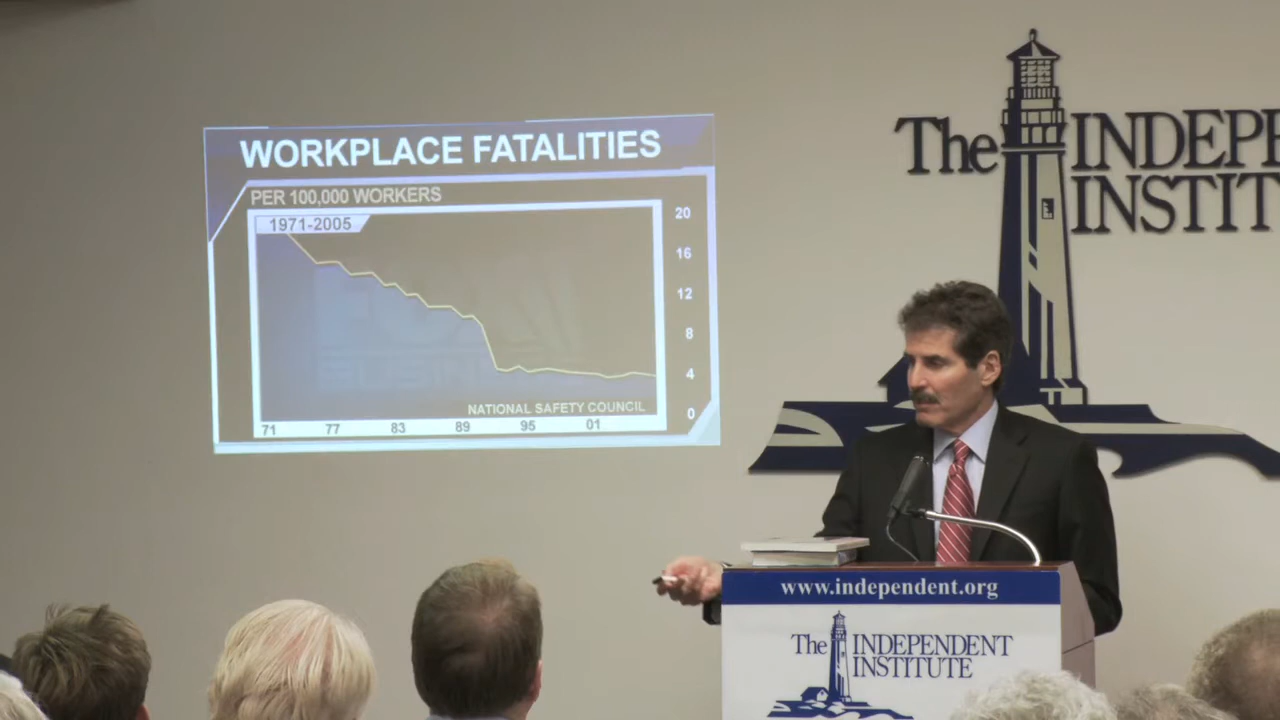 WORKPLACE FATALITIES
PER 100,000 WORKERS
1971-2005
20
16
12
8
4
0
NATIONAL SAFETY COUNCIL
71 77 83 89 95 01
The INDEPE
INSTIT
www.independent.org
The INDEPENDENT
INSTITUTE